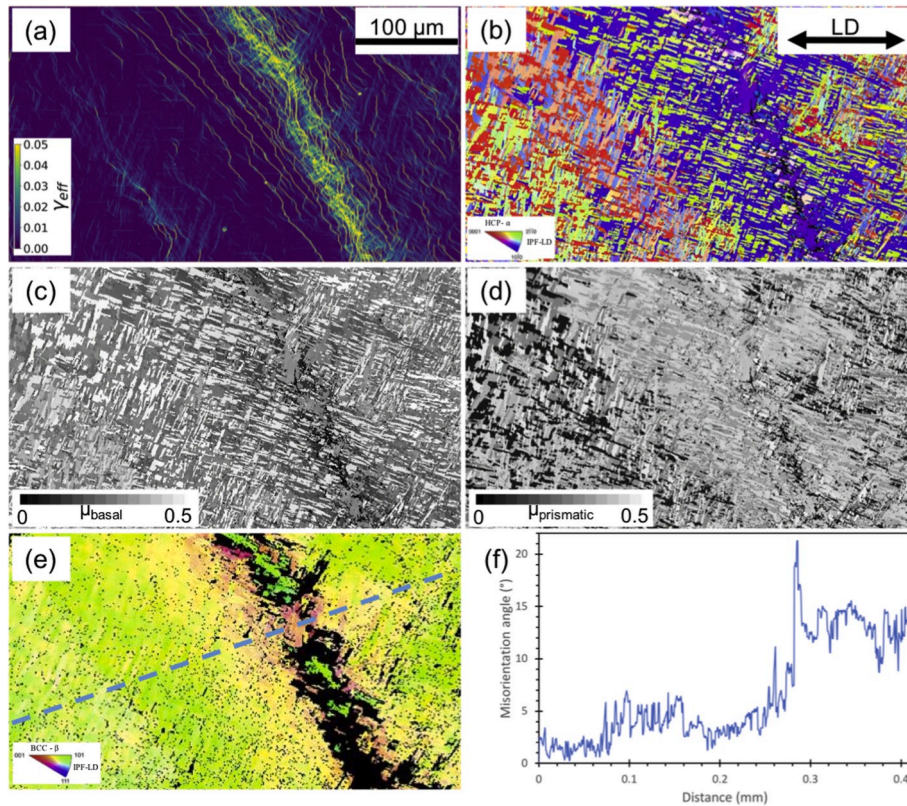 (a)
100 µm
0.05
0.04
0.03
0.02
0.01
0.00
γeff
(b)
LD
HCP- α
0001
IPF-LD
(c)
0
μbasal
0.5
(d)
0
μprismatic
0.5
(e)
BCC - β
001
101
IPF-LD
111
(f)
20
15
10
5
0
Misorientation angle (°)
0
0.1
0.2
0.3
0.4
Distance (mm)